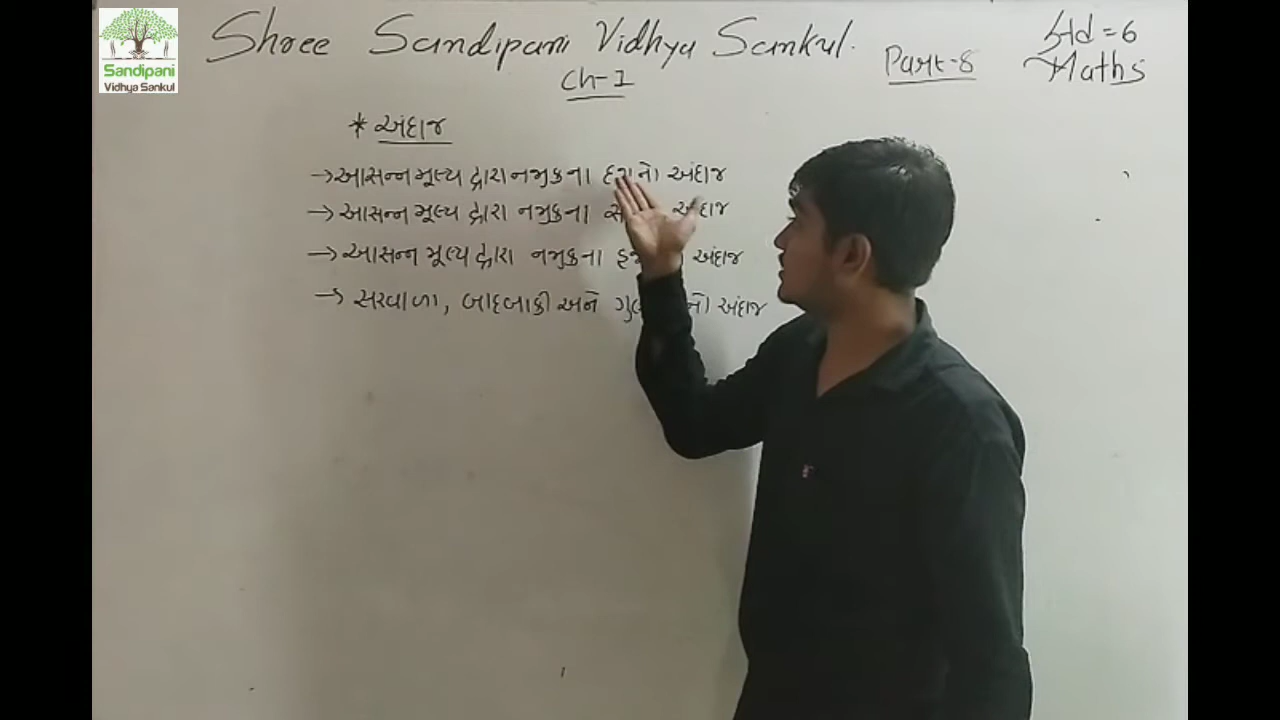 Sandipani
Vidhya Sankul
Shree Sandipani Vidhya Sankul.
Part-8
Std = 6
Maths
Ch-1
* અંદાજ
→ આસન્ન મૂલ્ય દ્વારા નજીકના અંદાજ
→ આસન્ન મૂલ્ય દ્વારા નજીકના અંદાજ
→ આસન્ન મૂલ્ય દ્વારા નજીકના અંદાજ
→ સરવાળા, બાદબાકી અને અંદાજ